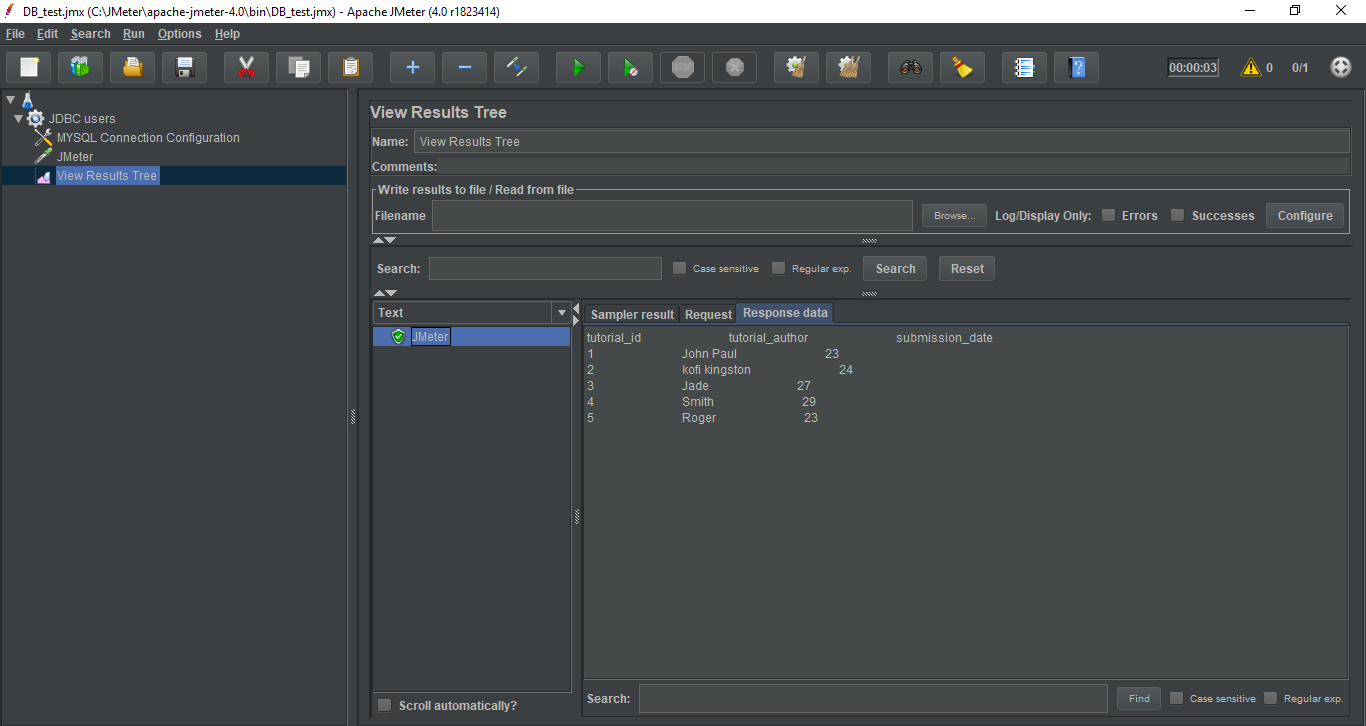 DB_test.jmx (C:\JMeter\apache-jmeter-4.0\bin\DB_test.jmx) - Apache JMeter (4.0 r1823414)
File Edit Search Run Options Help
STOP 00:00:03 0 0/1
JDBC users
MYSQL Connection Configuration
JMeter
View Results Tree
View Results Tree
Name: View Results Tree
Comments:
Write results to file / Read from file
Filename Browse... Log/Display Only: Errors Successes Configure
Search: Case sensitive Regular exp. Search Reset
Text
JMeter
Scroll automatically?
Sampler result Request Response data
tutorial_id tutorial_author submission_date
1 John Paul 23
2 kofi kingston 24
3 Jade 27
4 Smith 29
5 Roger 23
Search: Find Case sensitive Regular exp.